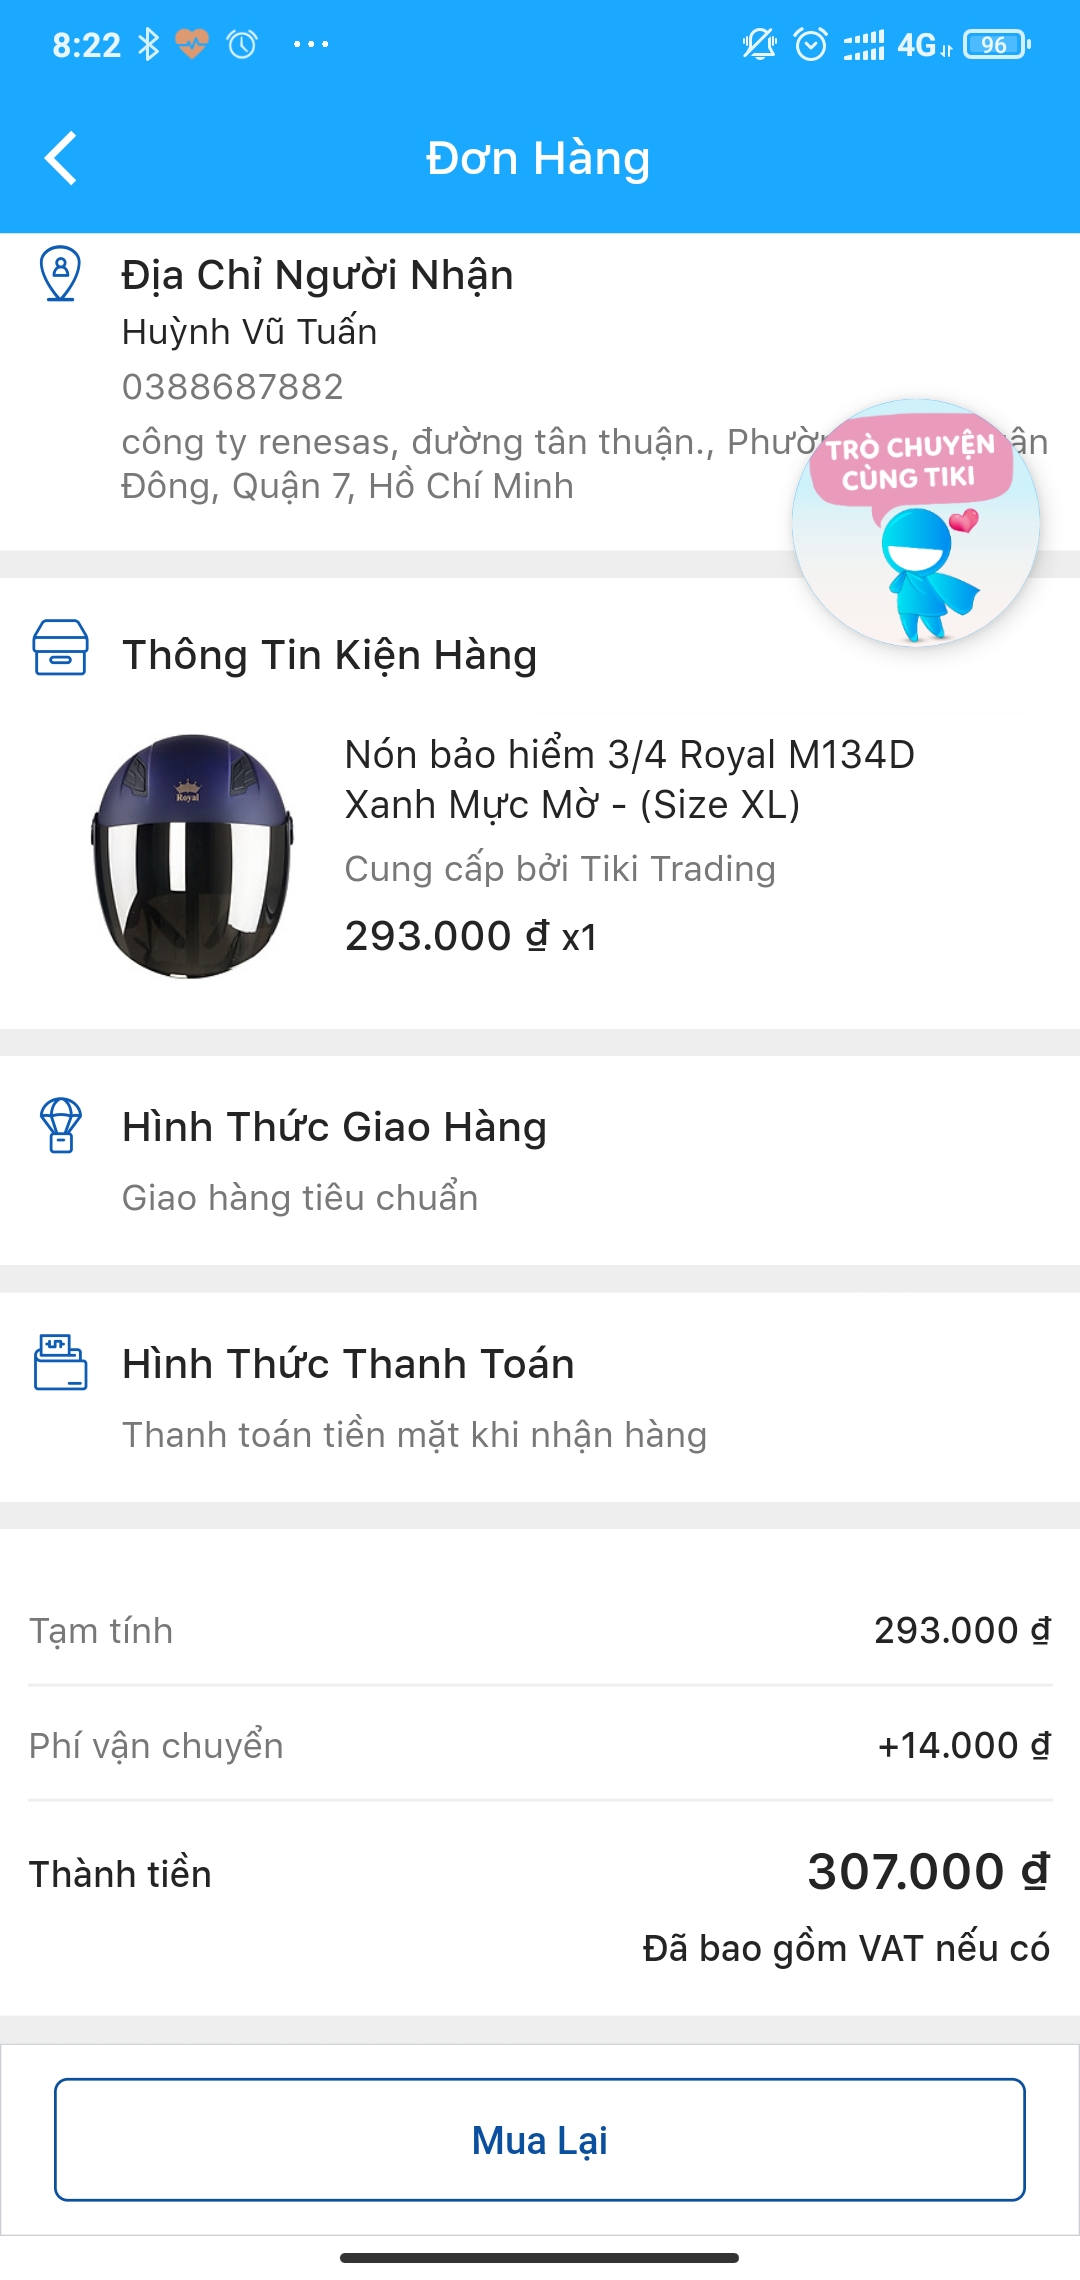 8:22 ... 4G 96
Đơn Hàng
Địa Chỉ Người Nhận
Huỳnh Vũ Tuấn
0388687882
công ty renesas, đường tân thuận.,
Đông, Quận 7, Hồ Chí Minh
TRÒ CHUYỆN
CÙNG TIKI
Thông Tin Kiện Hàng
Royal
Nón bảo hiểm 3/4 Royal M134D
Xanh Mực Mờ - (Size XL)
Cung cấp bởi Tiki Trading
293.000 ₫ x1
Hình Thức Giao Hàng
Giao hàng tiêu chuẩn
Hình Thức Thanh Toán
Thanh toán tiền mặt khi nhận hàng
Tạm tính 293.000 ₫
Phí vận chuyển +14.000 ₫
Thành tiền 307.000 ₫
Đã bao gồm VAT nếu có
Mua Lại